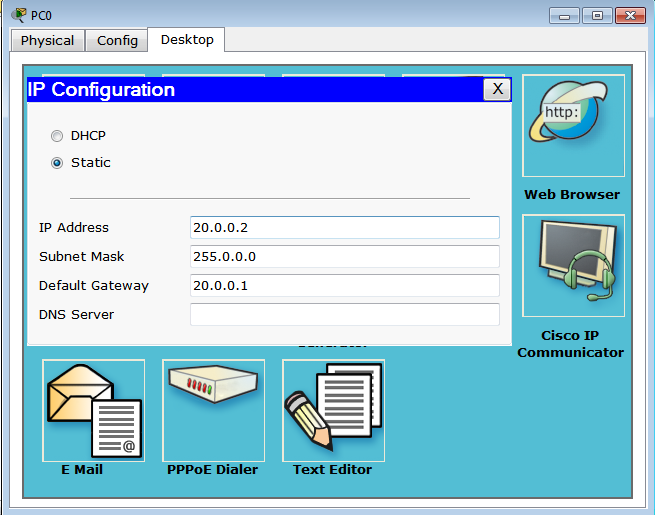 PC0
Physical Config Desktop
IP Configuration X
http:
DHCP
Static
Web Browser
IP Address 20.0.0.2
Subnet Mask 255.0.0.0
Default Gateway 20.0.0.1
DNS Server
Cisco IP
Communicator
@
E Mail PPPoE Dialer Text Editor